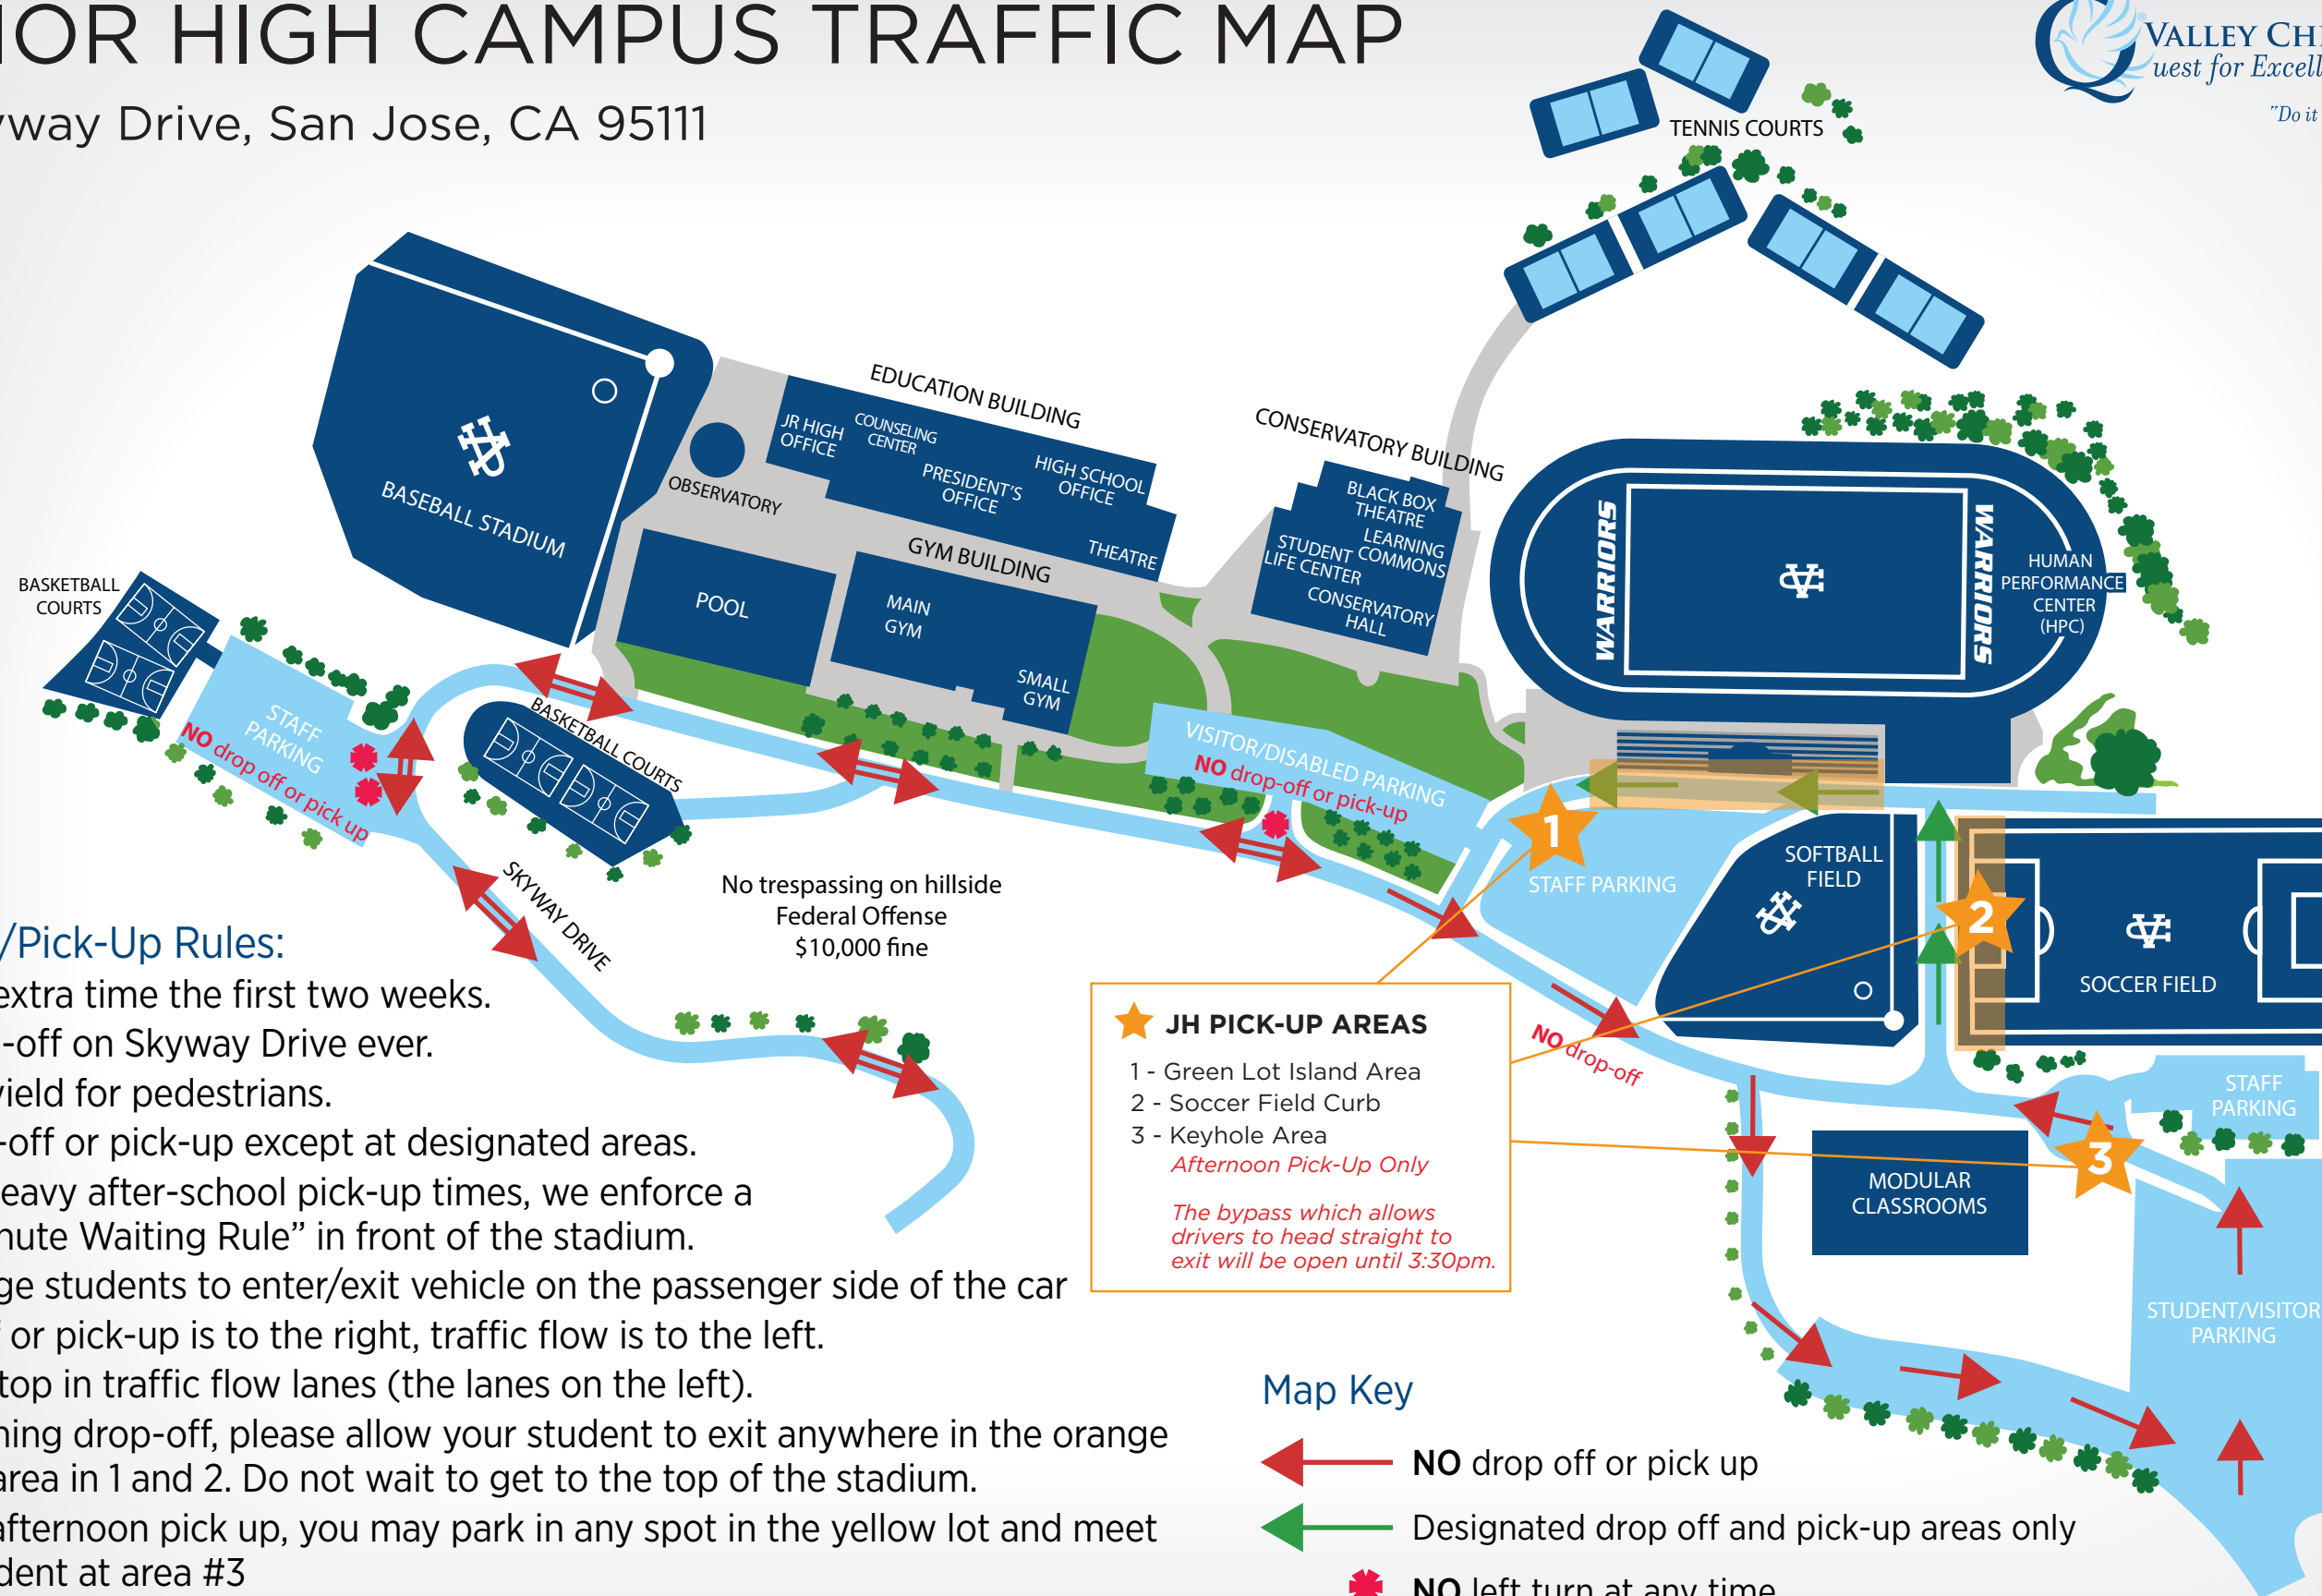 IOR HIGH CAMPUS TRAFFIC MAP
yway Drive, San Jose, CA 95111
VALLEY CH
uest for Excell
"Do it
TENNIS COURTS
EDUCATION BUILDING
JR HIGH
OFFICE
COUNSELING
CENTER
PRESIDENT'S
OFFICE
HIGH SCHOOL
OFFICE
THEATRE
OBSERVATORY
BASEBALL STADIUM
GYM BUILDING
POOL
MAIN
GYM
SMALL
GYM
CONSERVATORY BUILDING
BLACK BOX
THEATRE
LEARNING
COMMONS
STUDENT
LIFE CENTER
CONSERVATORY
HALL
WARRIORS
WARRIORS
HUMAN
PERFORMANCE
CENTER
(HPC)
BASKETBALL
COURTS
STAFF
PARKING
NO drop off or pick up
BASKETBALL COURTS
VISITOR/DISABLED PARKING
NO drop-off or pick-up
1
STAFF PARKING
SOFTBALL
FIELD
2
SOCCER FIELD
SKYWAY DRIVE
No trespassing on hillside
Federal Offense
$10,000 fine
NO drop-off
STAFF
PARKING
3
MODULAR
CLASSROOMS
STUDENT/VISITOR
PARKING
JH PICK-UP AREAS
1 - Green Lot Island Area
2 - Soccer Field Curb
3 - Keyhole Area
Afternoon Pick-Up Only
The bypass which allows
drivers to head straight to
exit will be open until 3:30pm.
/Pick-Up Rules:
extra time the first two weeks.
-off on Skyway Drive ever.
yield for pedestrians.
-off or pick-up except at designated areas.
eavy after-school pick-up times, we enforce a
nute Waiting Rule” in front of the stadium.
ge students to enter/exit vehicle on the passenger side of the car
f or pick-up is to the right, traffic flow is to the left.
top in traffic flow lanes (the lanes on the left).
ning drop-off, please allow your student to exit anywhere in the orange
area in 1 and 2. Do not wait to get to the top of the stadium.
afternoon pick up, you may park in any spot in the yellow lot and meet
dent at area #3
Map Key
NO drop off or pick up
Designated drop off and pick-up areas only
NO left turn at any time